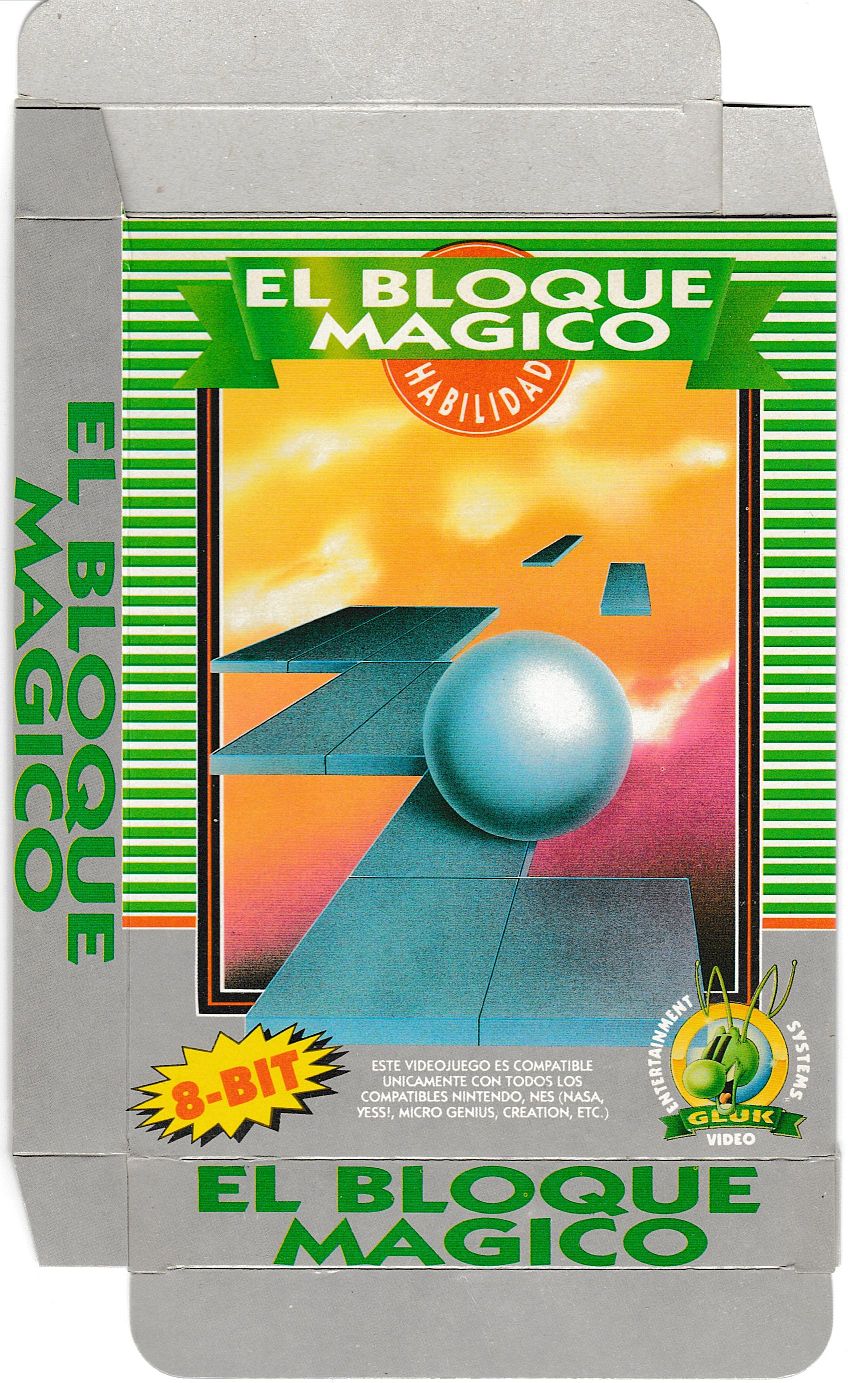 EL BLOQUE
MAGICO
HABILIDAD
EL BLOQUE
MAGICO
8-BIT
ESTE VIDEOJUEGO ES COMPATIBLE
UNICAMENTE CON TODOS LOS
COMPATIBLES NINTENDO, NES (NASA,
YESS!, MICRO GENIUS, CREATION, ETC.)
ENTERTAINMENT
SYSTEMS
GLUK
VIDEO
EL BLOQUE
MAGICO